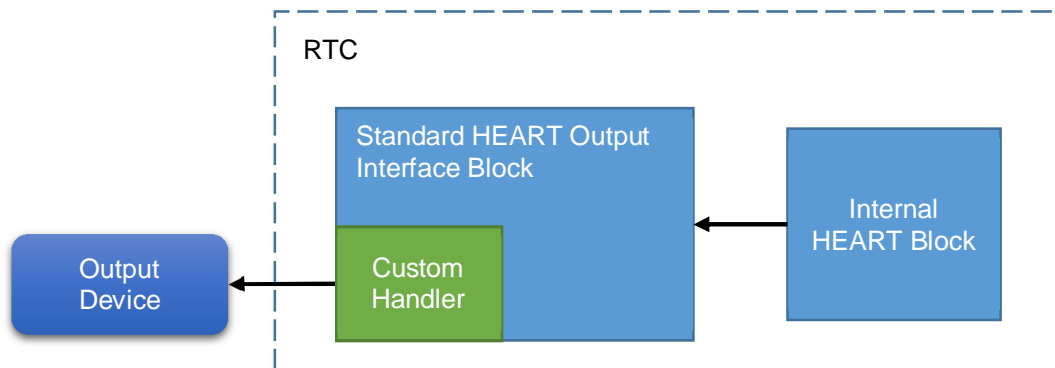 RTC
Standard HEART Output
Interface Block
Internal
HEART Block
Custom
Handler
Output
Device